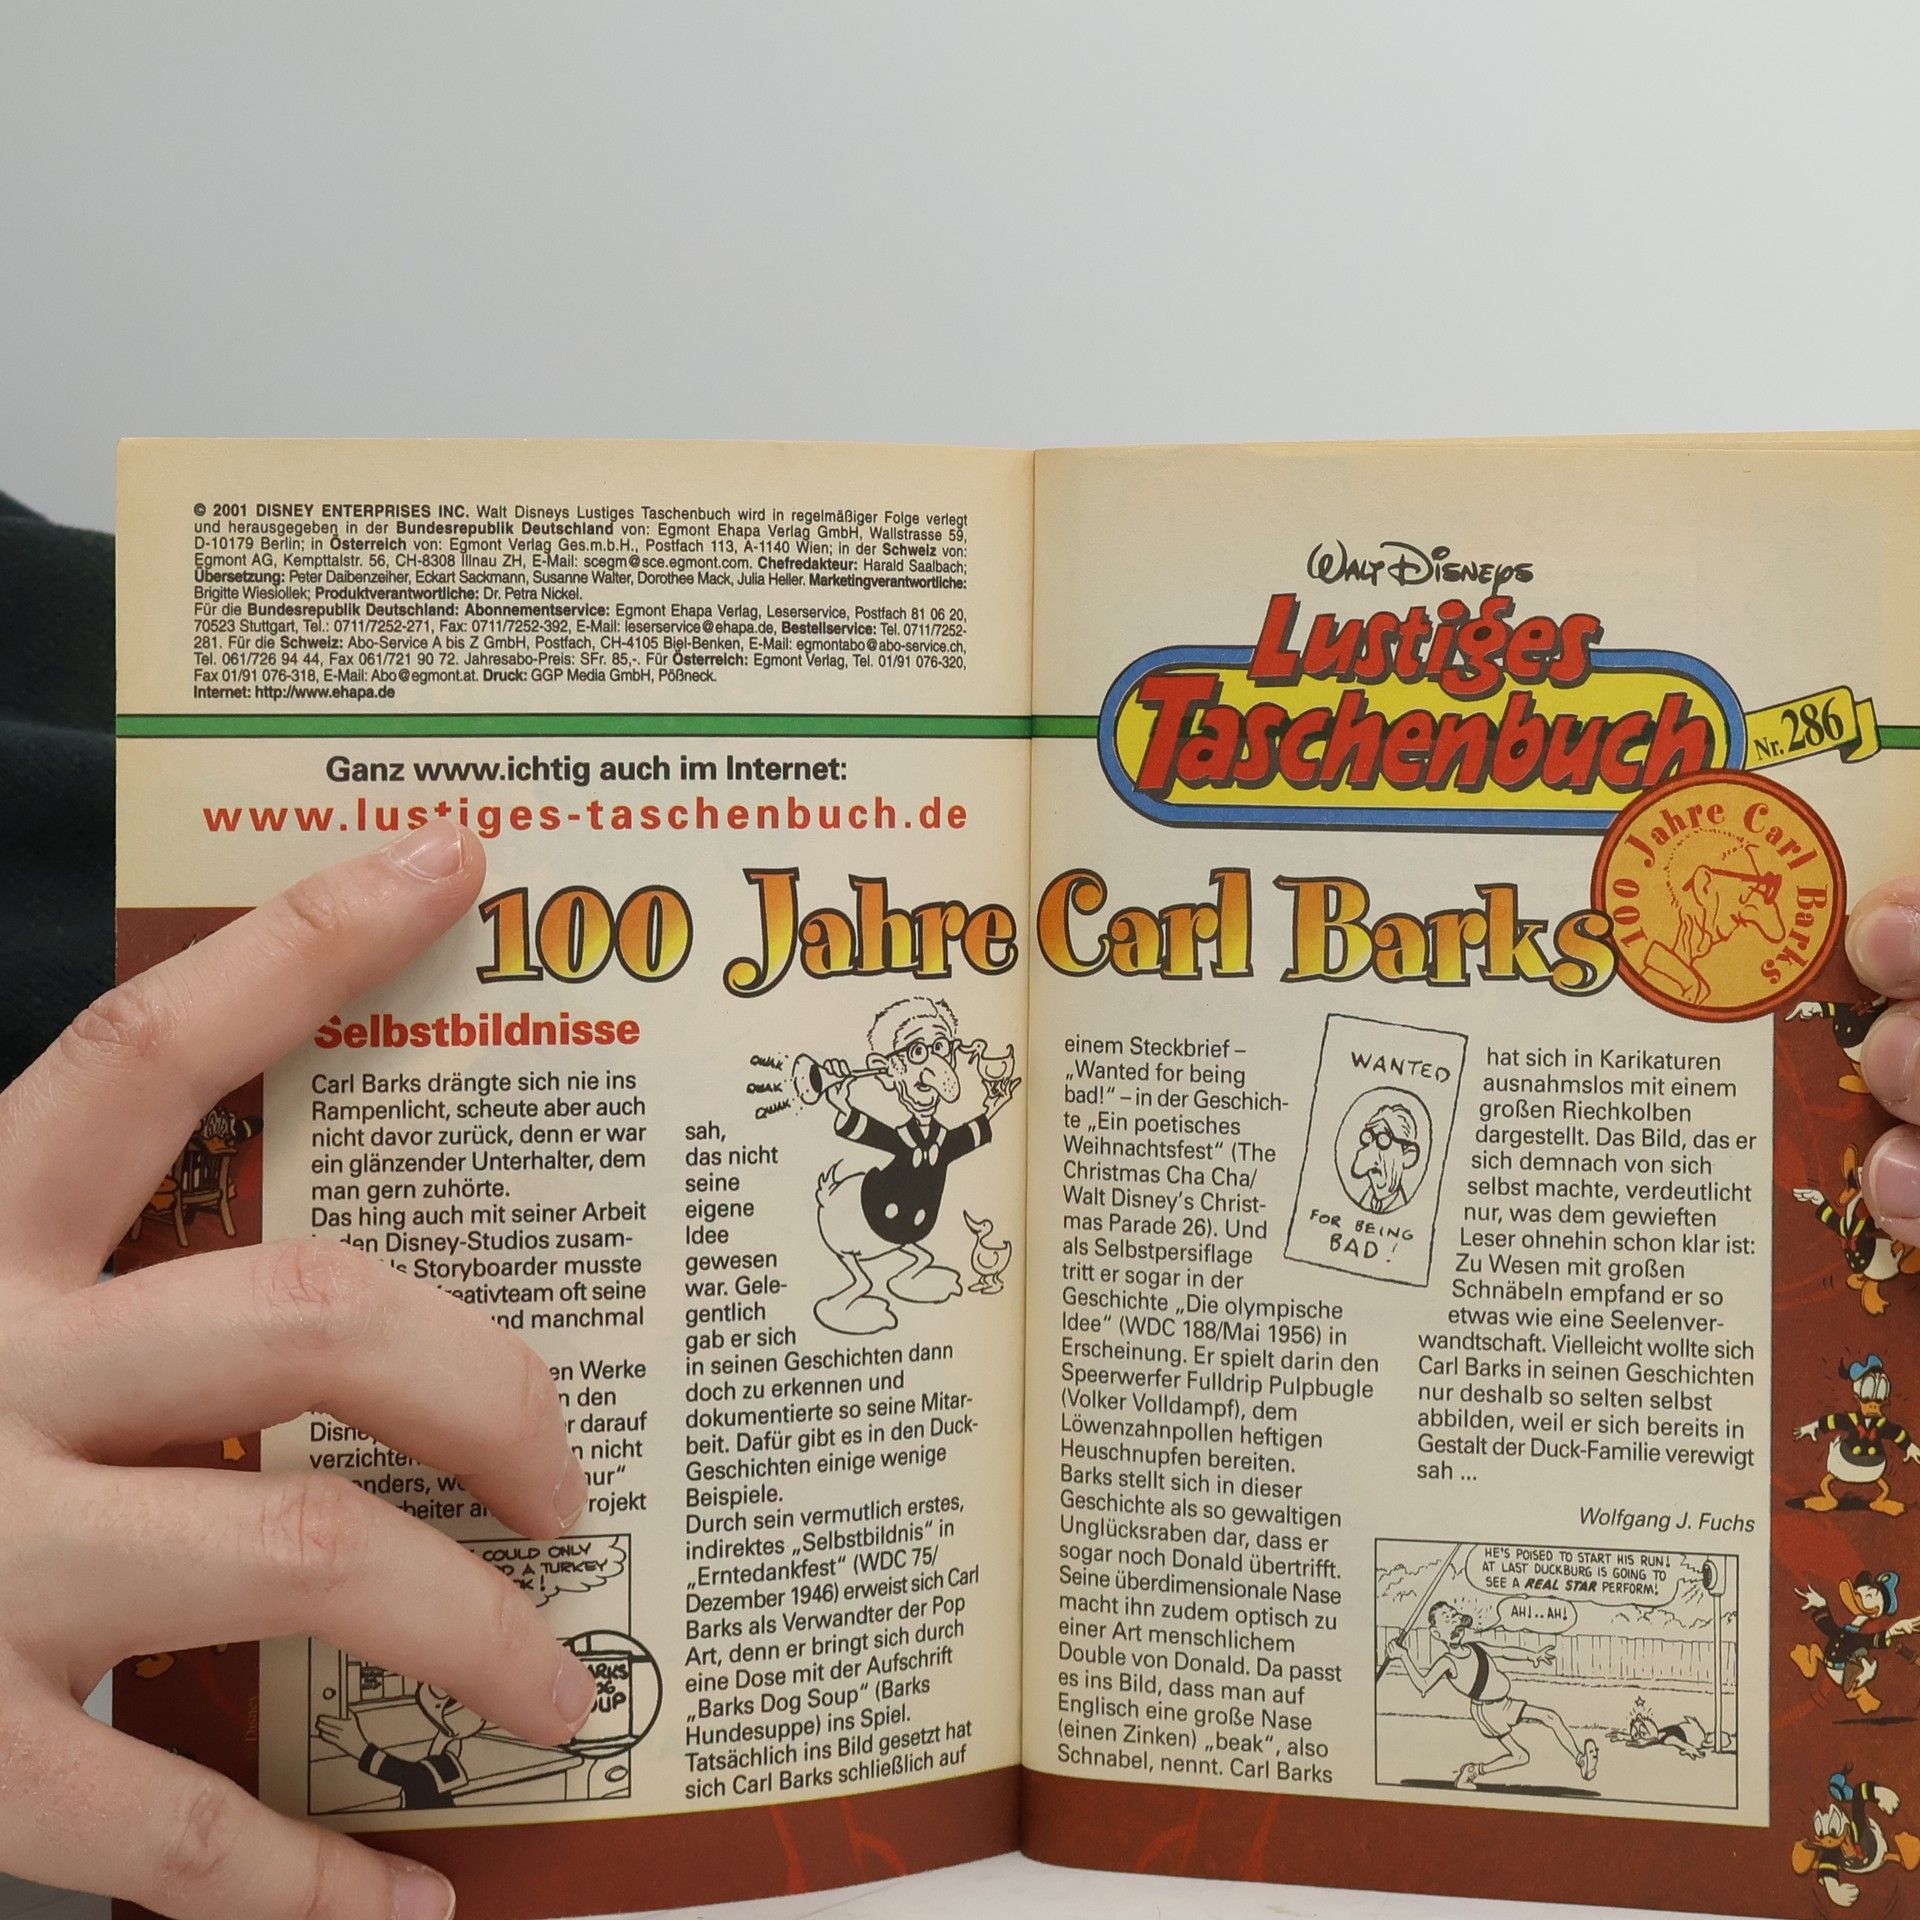 © 2001 DISNEY ENTERPRISES INC. Walt Disneys Lustiges Taschenbuch wird in regelmäßiger Folge verlegt
und herausgegeben in der Bundesrepublik Deutschland von: Egmont Ehapa Verlag GmbH, Wallstrasse 59,
D-10179 Berlin; in Österreich von: Egmont Verlag Ges.m.b.H., Postfach 113, A-1140 Wien; in der Schweiz von:
Egmont AG, Kempttalstr. 56, CH-8308 Illnau ZH, E-Mail: scegm@sce.egmont.com. Chefredakteur: Harald Saalbach;
Übersetzung: Peter Daibenzeiher, Eckart Sackmann, Susanne Walter, Dorothee Mack, Julia Heller. Marketingverantwortliche:
Brigitte Wiesiollek; Produktverantwortliche: Dr. Petra Nickel.
Für die Bundesrepublik Deutschland: Abonnementservice: Egmont Ehapa Verlag, Leserservice, Postfach 81 06 20,
70523 Stuttgart, Tel.: 0711/7252-271, Fax: 0711/7252-392, E-Mail: leserservice@ehapa.de, Bestellservice: Tel. 0711/7252-
281. Für die Schweiz: Abo-Service A bis Z GmbH, Postfach, CH-4105 Biel-Benken, E-Mail: egmontabo@abo-service.ch,
Tel. 061/726 94 44, Fax 061/721 90 72. Jahresabo-Preis: SFr. 85,-. Für Österreich: Egmont Verlag, Tel. 01/91 076-320,
Fax 01/91 076-318, E-Mail: Abo@egmont.at. Druck: GGP Media GmbH, Pößneck.
Internet: http://www.ehapa.de
Ganz www.ichtig auch im Internet:
www.lustiges-taschenbuch.de
WALT DISNEYS
Lustiges
Taschenbuch
Nr. 286
100 Jahre Carl Barks
100 Jahre Carl Barks
Selbstbildnisse
Carl Barks drängte sich nie ins
Rampenlicht, scheute aber auch
nicht davor zurück, denn er war
ein glänzender Unterhalter, dem
man gern zuhörte.
Das hing auch mit seiner Arbeit
den Disney-Studios zusam-
Storyboarder musste
oft seine
und manchmal
Werke
den
darauf
nicht
COULD ONLY
A TURKEY
QUAK
QUAK
QUAK
sah,
das nicht
seine
eigene
Idee
gewesen
war. Gele-
gentlich
gab er sich
in seinen Geschichten dann
doch zu erkennen und
dokumentierte so seine Mitar-
beit. Dafür gibt es in den Duck-
Geschichten einige wenige
Beispiele.
Durch sein vermutlich erstes,
indirektes „Selbstbildnis“ in
„Erntedankfest“ (WDC 75/
Dezember 1946) erweist sich Carl
Barks als Verwandter der Pop
Art, denn er bringt sich durch
eine Dose mit der Aufschrift
„Barks Dog Soup“ (Barks
Hundesuppe) ins Spiel.
Tatsächlich ins Bild gesetzt hat
sich Carl Barks schließlich auf
einem Steckbrief –
„Wanted for being
bad!“ – in der Geschich-
te „Ein poetisches
Weihnachtsfest“ (The
Christmas Cha Cha/
Walt Disney's Christ-
mas Parade 26). Und
als Selbstpersiflage
tritt er sogar in der
Geschichte „Die olympische
Idee“ (WDC 188/Mai 1956) in
Erscheinung. Er spielt darin den
Speerwerfer Fulldrip Pulpbugle
(Volker Volldampf), dem
Löwenzahnpollen heftigen
Heuschnupfen bereiten.
Barks stellt sich in dieser
Geschichte als so gewaltigen
Unglücksraben dar, dass er
sogar noch Donald übertrifft.
Seine überdimensionale Nase
macht ihn zudem optisch zu
einer Art menschlichem
Double von Donald. Da passt
es ins Bild, dass man auf
Englisch eine große Nase
(einen Zinken) „beak“, also
Schnabel, nennt. Carl Barks
WANTED
FOR BEING
BAD!
hat sich in Karikaturen
ausnahmslos mit einem
großen Riechkolben
dargestellt. Das Bild, das er
sich demnach von sich
selbst machte, verdeutlicht
nur, was dem gewieften
Leser ohnehin schon klar ist:
Zu Wesen mit großen
Schnäbeln empfand er so
etwas wie eine Seelenver-
wandtschaft. Vielleicht wollte sich
Carl Barks in seinen Geschichten
nur deshalb so selten selbst
abbilden, weil er sich bereits in
Gestalt der Duck-Familie verewigt
sah ...
Wolfgang J. Fuchs
HE'S POISED TO START HIS RUN!
AT LAST DUCKBURG IS GOING TO
SEE A REAL STAR PERFORM!
AH!..AH!